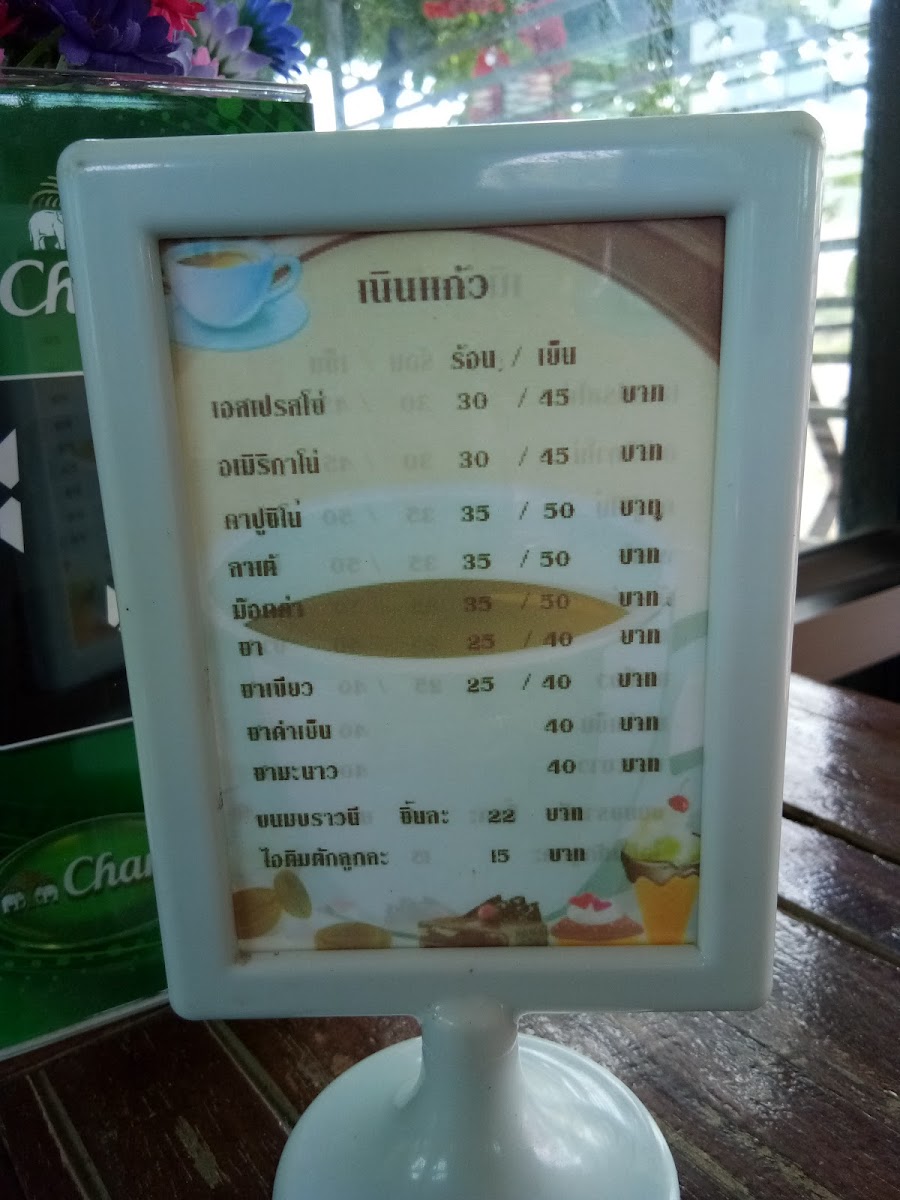 เนินแก้ว
ร้อน / เย็น
เอสเปรสโซ่ 30 / 45 บาท
อเมิริกาโน่ 30 / 45 บาท
คาปูชิโน่ 35 / 50 บาท
ลาเต้ 35 / 50 บาท
ม็อคค่า 35 / 50 บาท
ชา 25 / 40 บาท
ชาเขียว 25 / 40 บาท
ชาดำเย็น 40 บาท
ชามะนาว 40 บาท
ขนมบราวนี ชิ้นละ 22 บาท
ไอติมตักลูกละ 15 บาท